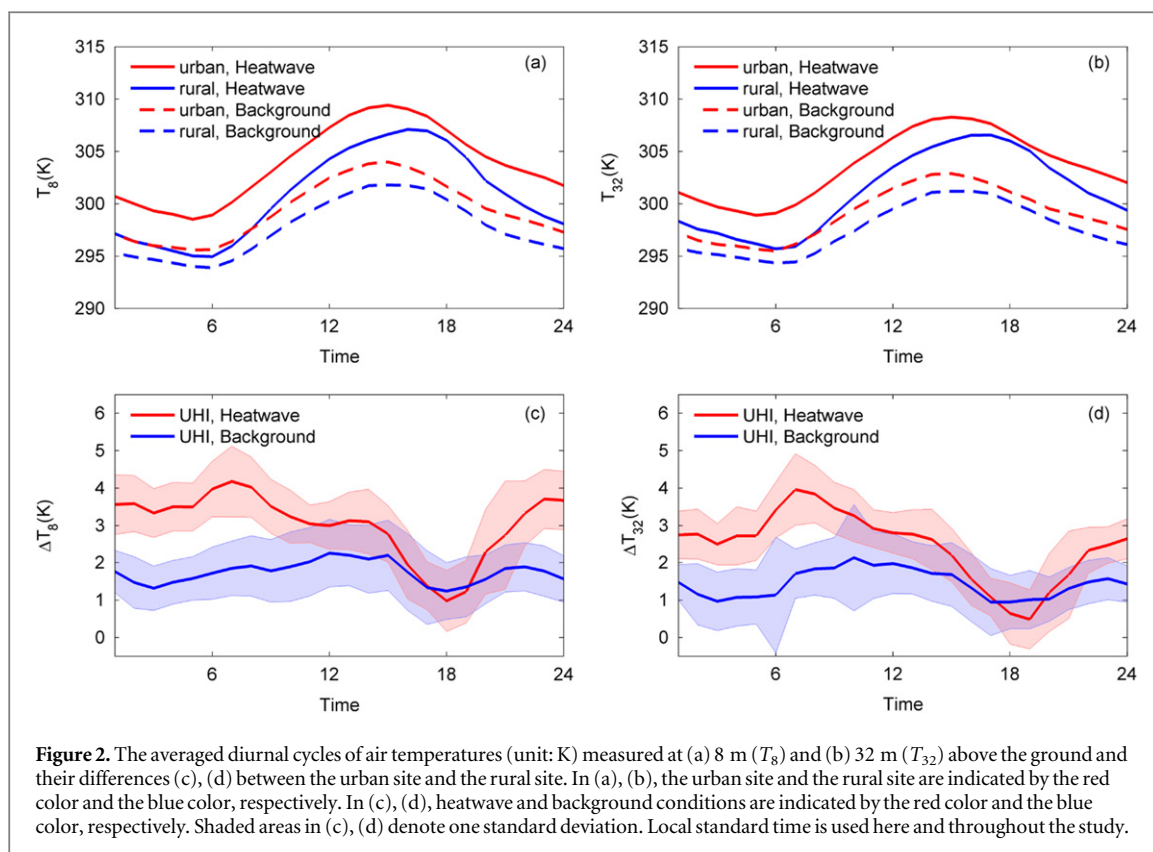 315
310
305
300
295
290
T8(K)
urban, Heatwave
rural, Heatwave
urban, Background
rural, Background
(a)
6
12
18
24
Time
315
310
305
300
295
290
T32(K)
urban, Heatwave
rural, Heatwave
urban, Background
rural, Background
(b)
6
12
18
24
Time
6
5
4
3
2
1
0
ΔT8(K)
UHI, Heatwave
UHI, Background
(c)
6
12
18
24
Time
6
5
4
3
2
1
0
ΔT32(K)
UHI, Heatwave
UHI, Background
(d)
6
12
18
24
Time
Figure 2. The averaged diurnal cycles of air temperatures (unit: K) measured at (a) 8 m (T8) and (b) 32 m (T32) above the ground and
their differences (c), (d) between the urban site and the rural site. In (a), (b), the urban site and the rural site are indicated by the red
color and the blue color, respectively. In (c), (d), heatwave and background conditions are indicated by the red color and the blue
color, respectively. Shaded areas in (c), (d) denote one standard deviation. Local standard time is used here and throughout the study.